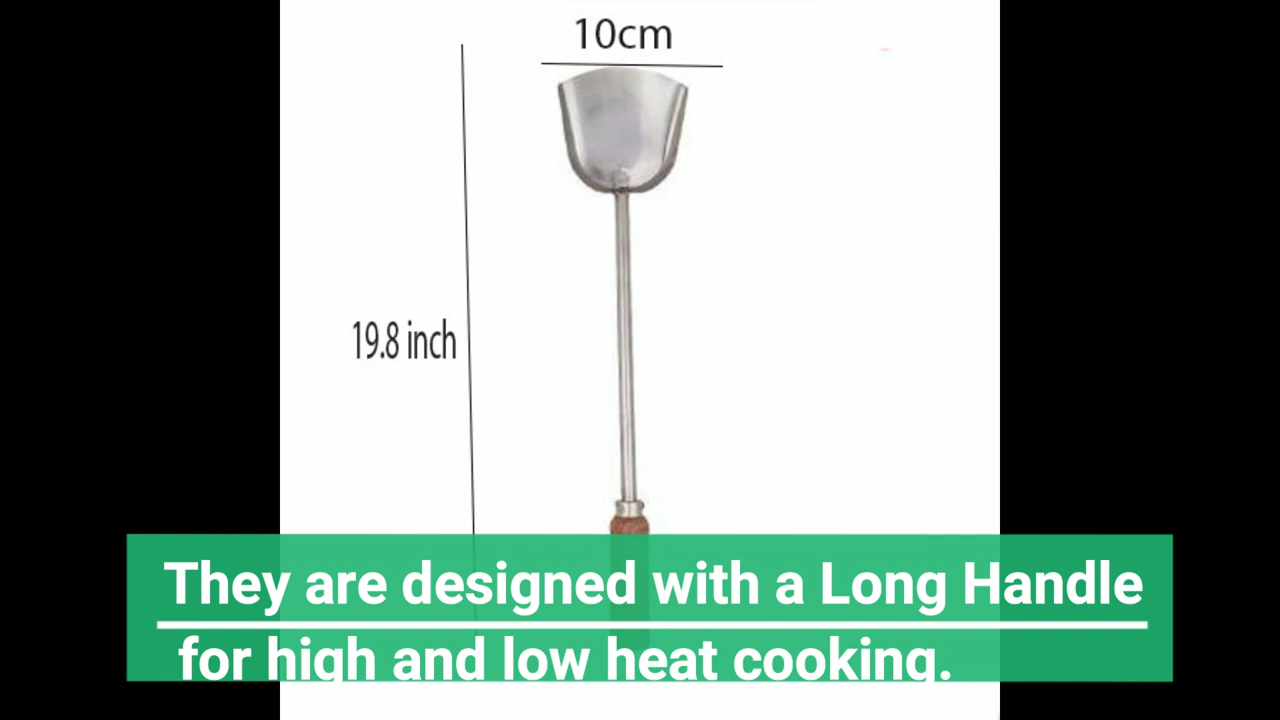 10cm
19.8 inch
They are designed with a Long Handle
for high and low heat cooking.